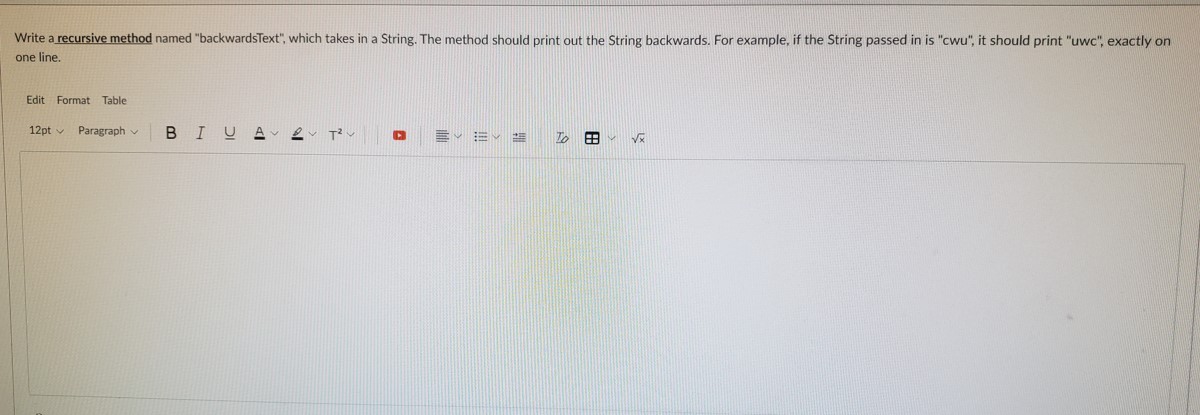 Write a recursive method named "backwardsText", which takes in a String. The method should print out the String backwards. For example, if the String passed in is "cwu", it should print "uwc", exactly on
one line.
Edit Format Table
12pt Paragraph B I U A T² √x